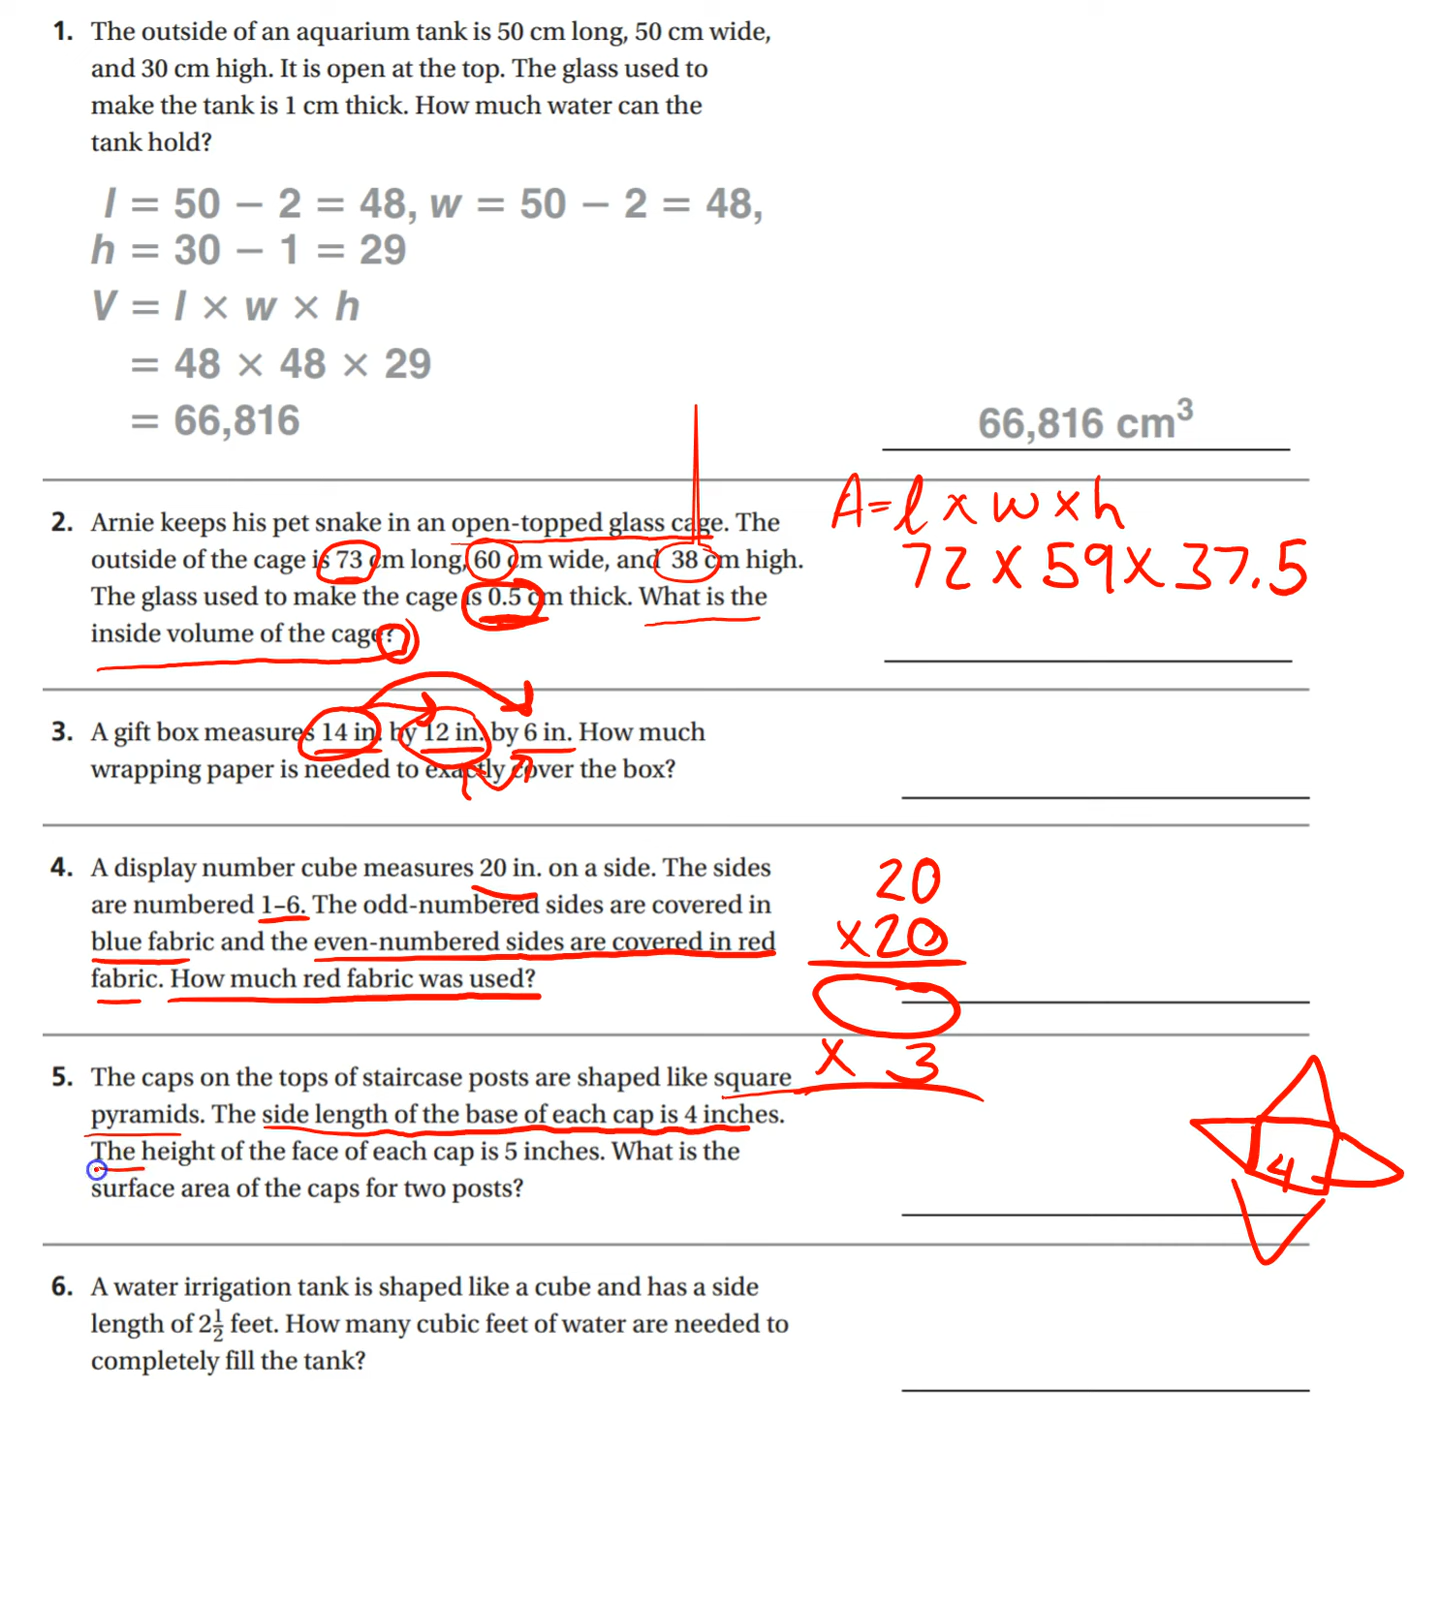 1. The outside of an aquarium tank is 50 cm long, 50 cm wide,
and 30 cm high. It is open at the top. The glass used to
make the tank is 1 cm thick. How much water can the
tank hold?
l = 50 − 2 = 48, w = 50 − 2 = 48,
h = 30 − 1 = 29
V = l × w × h
= 48 × 48 × 29
= 66,816
66,816 cm³
2. Arnie keeps his pet snake in an open-topped glass cage. The
outside of the cage is 73 cm long, 60 cm wide, and 38 cm high.
The glass used to make the cage is 0.5 cm thick. What is the
inside volume of the cage?
A=l x w x h
72 x 59 x 37.5
3. A gift box measures 14 in. by 12 in. by 6 in. How much
wrapping paper is needed to exactly cover the box?
4. A display number cube measures 20 in. on a side. The sides
are numbered 1–6. The odd-numbered sides are covered in
blue fabric and the even-numbered sides are covered in red
fabric. How much red fabric was used?
20
x20
x 3
5. The caps on the tops of staircase posts are shaped like square
pyramids. The side length of the base of each cap is 4 inches.
The height of the face of each cap is 5 inches. What is the
surface area of the caps for two posts?
4
6. A water irrigation tank is shaped like a cube and has a side
length of 2½ feet. How many cubic feet of water are needed to
completely fill the tank?